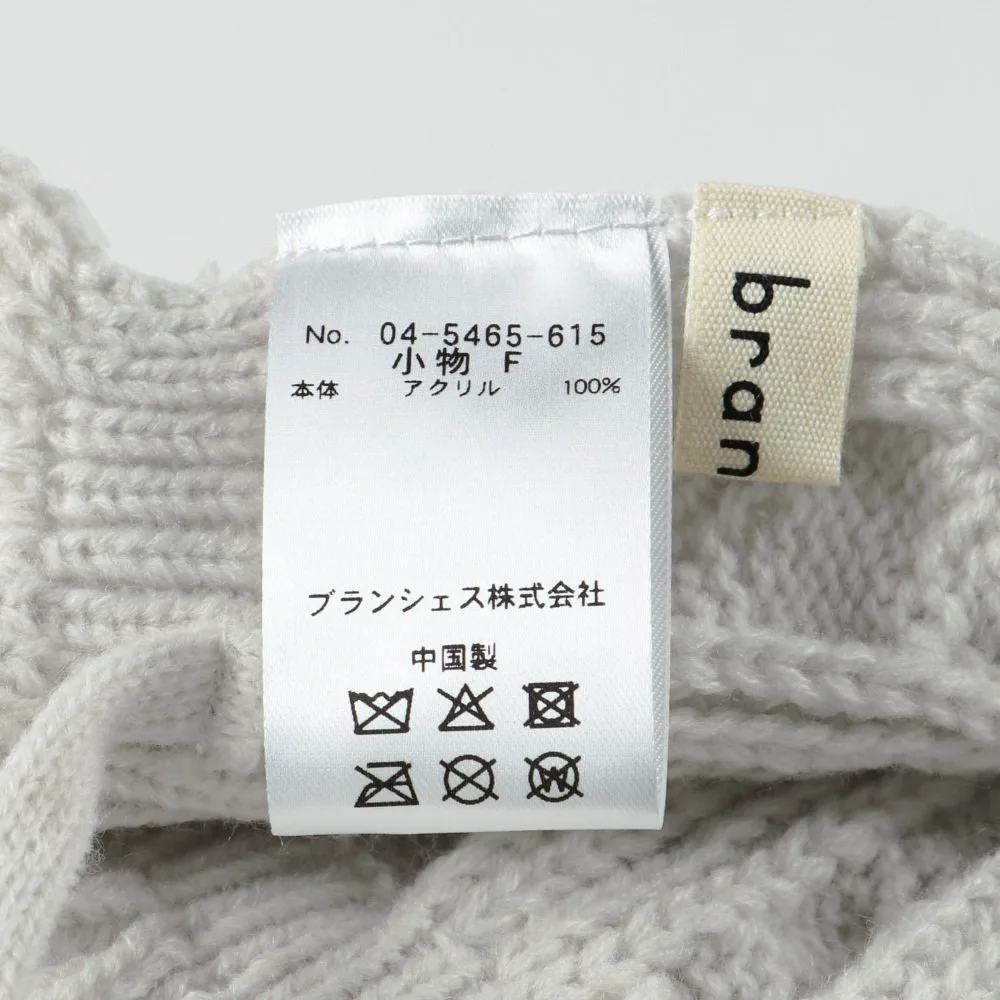 No. 04-5465-615
小物 F
本体 アクリル 100%
ブランシェス株式会社
中国製
W
bran